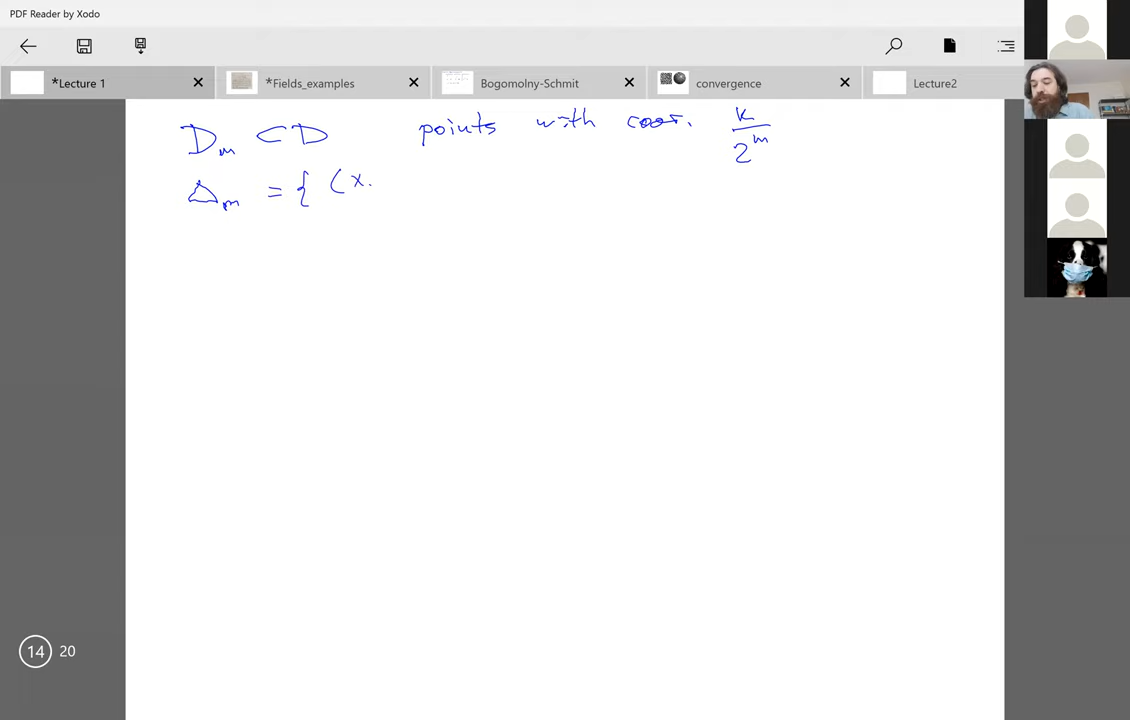 PDF Reader by Xodo
*Lecture 1
*Fields_examples
Bogomolny-Schmit
convergence
Lecture2
D_m ⊂ D points with coor. k/2^m
Δ_m = { (x.
14 20